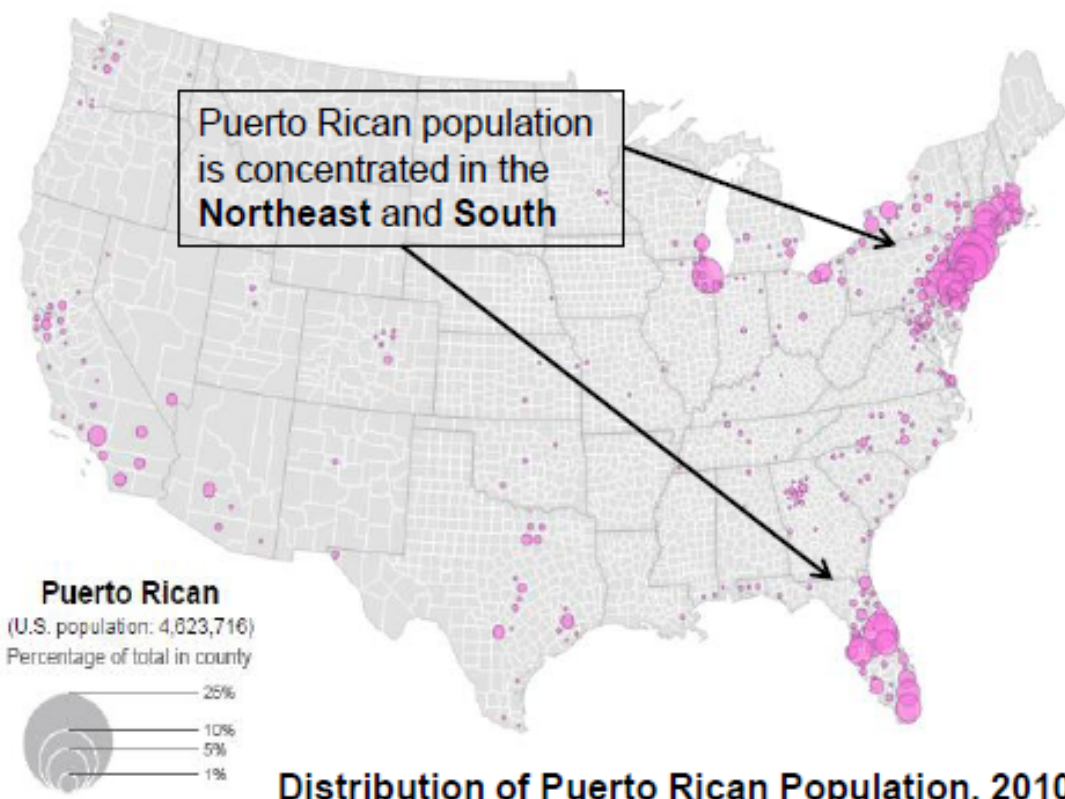 Puerto Rican population
is concentrated in the
Northeast and South
Puerto Rican
(U.S. population: 4,623,716)
Percentage of total in county
25%
10%
5%
1%
Distribution of Puerto Rican Population, 2010